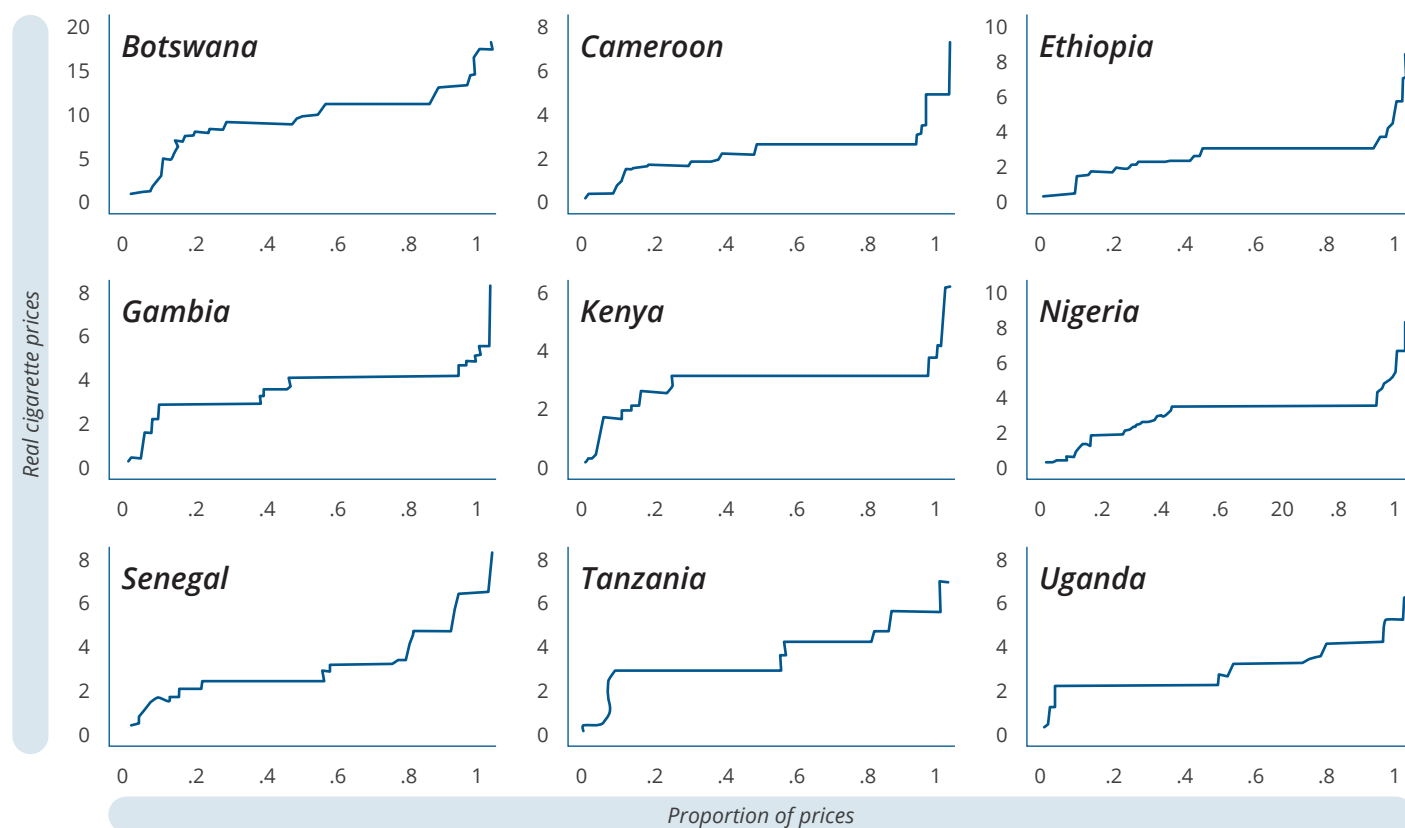 Real cigarette prices
20
15
10
5
0
Botswana
0 .2 .4 .6 .8 1
8
6
4
2
0
Cameroon
0 .2 .4 .6 .8 1
10
8
6
4
2
0
Ethiopia
0 .2 .4 .6 .8 1
8
6
4
2
0
Gambia
0 .2 .4 .6 .8 1
6
4
2
0
Kenya
0 .2 .4 .6 .8 1
10
8
6
4
2
0
Nigeria
0 .2 .4 .6 20 .8 1
8
6
4
2
0
Senegal
0 .2 .4 .6 .8 1
8
6
4
2
0
Tanzania
0 .2 .4 .6 .8 1
8
6
4
2
0
Uganda
0 .2 .4 .6 .8 1
Proportion of prices